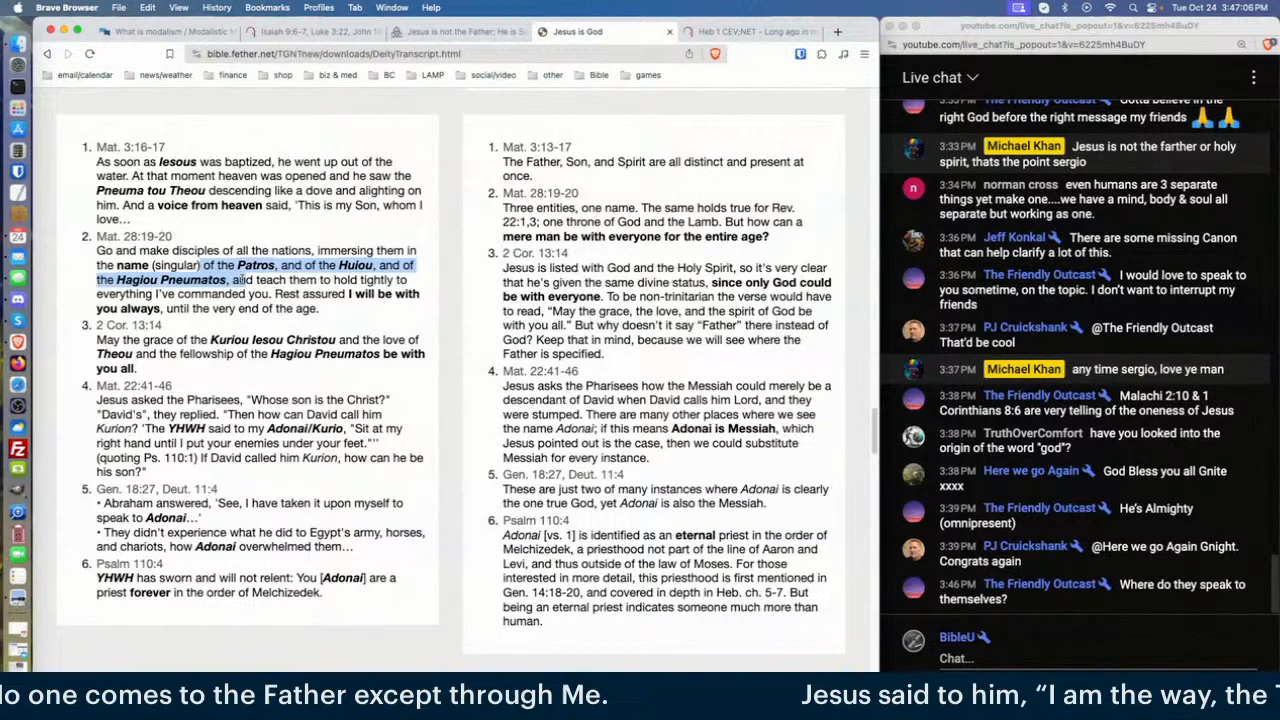 Brave Browser File Edit View History Bookmarks Profiles Tab Window Help
Tue Oct 24 3:47:06 PM
What is modalism / Modalistic M
Isaiah 9:6-7, Luke 3:22, John 1
Jesus is not the Father; He is S
Jesus is God
Heb 1 CEV;NET - Long ago in m
bible.fether.net/TGNTnew/downloads/DeityTranscript.html
email/calendar news/weather finance shop biz & med BC LAMP social/video other Bible games
1. Mat. 3:16-17
As soon as Iesous was baptized, he went up out of the
water. At that moment heaven was opened and he saw the
Pneuma tou Theou descending like a dove and alighting on
him. And a voice from heaven said, 'This is my Son, whom I
love…
2. Mat. 28:19-20
Go and make disciples of all the nations, immersing them in
the name (singular) of the Patros, and of the Huiou, and of
the Hagiou Pneumatos, and teach them to hold tightly to
everything I've commanded you. Rest assured I will be with
you always, until the very end of the age.
3. 2 Cor. 13:14
May the grace of the Kuriou Iesou Christou and the love of
Theou and the fellowship of the Hagiou Pneumatos be with
you all.
4. Mat. 22:41-46
Jesus asked the Pharisees, "Whose son is the Christ?"
"David's", they replied. "Then how can David call him
Kurion? 'The YHWH said to my Adonai/Kurio, "Sit at my
right hand until I put your enemies under your feet."''
(quoting Ps. 110:1) If David called him Kurion, how can he be
his son?"
5. Gen. 18:27, Deut. 11:4
• Abraham answered, 'See, I have taken it upon myself to
speak to Adonai…'
• They didn't experience what he did to Egypt's army, horses,
and chariots, how Adonai overwhelmed them…
6. Psalm 110:4
YHWH has sworn and will not relent: You [Adonai] are a
priest forever in the order of Melchizedek.
1. Mat. 3:13-17
The Father, Son, and Spirit are all distinct and present at
once.
2. Mat. 28:19-20
Three entities, one name. The same holds true for Rev.
22:1,3; one throne of God and the Lamb. But how can a
mere man be with everyone for the entire age?
3. 2 Cor. 13:14
Jesus is listed with God and the Holy Spirit, so it's very clear
that he's given the same divine status, since only God could
be with everyone. To be non-trinitarian the verse would have
to read, “May the grace, the love, and the spirit of God be
with you all.” But why doesn't it say “Father” there instead of
God? Keep that in mind, because we will see where the
Father is specified.
4. Mat. 22:41-46
Jesus asks the Pharisees how the Messiah could merely be a
descendant of David when David calls him Lord, and they
were stumped. There are many other places where we see
the name Adonai; if this means Adonai is Messiah, which
Jesus pointed out is the case, then we could substitute
Messiah for every instance.
5. Gen. 18:27, Deut. 11:4
These are just two of many instances where Adonai is clearly
the one true God, yet Adonai is also the Messiah.
6. Psalm 110:4
Adonai [vs. 1] is identified as an eternal priest in the order of
Melchizedek, a priesthood not part of the line of Aaron and
Levi, and thus outside of the law of Moses. For those
interested in more detail, this priesthood is first mentioned in
Gen. 14:18-20, and covered in depth in Heb. ch. 5-7. But
being an eternal priest indicates someone much more than
human.
youtube.com/live_chat?is_popout=1&v=6225mh4BuDY
youtube.com/live_chat?is_popout=1&v=6225mh4BuDY
Live chat
3:33 PM The Friendly Outcast Gotta believe in the
right God before the right message my friends
3:33 PM Michael Khan Jesus is not the farther or holy
spirit, thats the point sergio
3:34 PM norman cross even humans are 3 separate
things yet make one....we have a mind, body & soul all
separate but working as one.
3:36 PM Jeff Konkal There are some missing Canon
that can help clarify a lot of this.
3:36 PM The Friendly Outcast I would love to speak to
you sometime, on the topic. I don't want to interrupt my
friends
3:37 PM PJ Cruickshank @The Friendly Outcast
That'd be cool
3:37 PM Michael Khan any time sergio, love ye man
3:38 PM The Friendly Outcast Malachi 2:10 & 1
Corinthians 8:6 are very telling of the oneness of Jesus
3:38 PM TruthOverComfort have you looked into the
origin of the word "god"?
3:38 PM Here we go Again God Bless you all Gnite
xxxx
3:39 PM The Friendly Outcast He's Almighty
(omnipresent)
3:39 PM PJ Cruickshank @Here we go Again Gnight.
Congrats again
3:46 PM The Friendly Outcast Where do they speak to
themselves?
BibleU
Chat...
No one comes to the Father except through Me. Jesus said to him, “I am the way, the